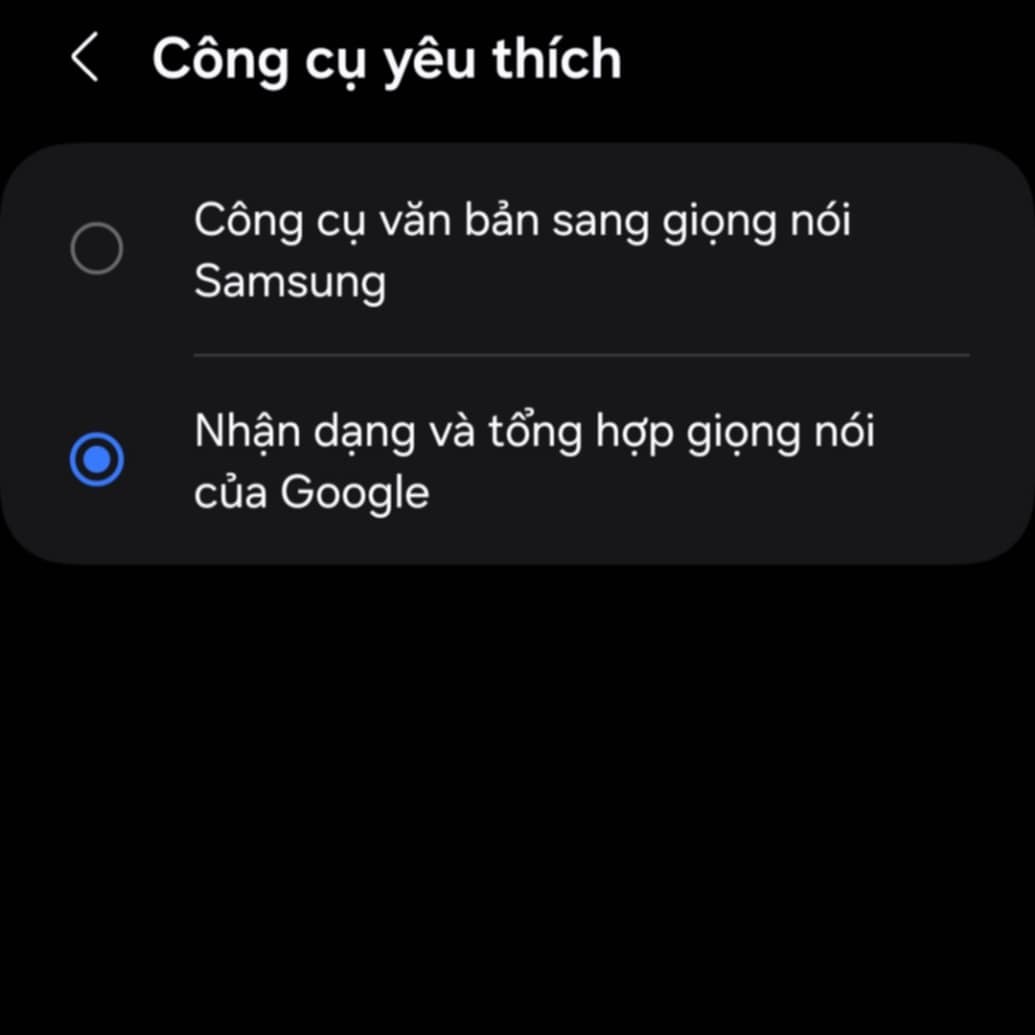 Công cụ yêu thích
Công cụ văn bản sang giọng nói
Samsung
Nhận dạng và tổng hợp giọng nói
của Google